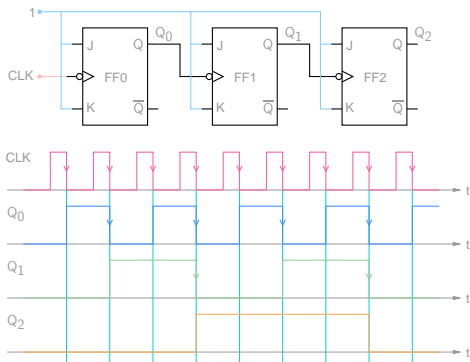 1
Q₀ Q₁ Q₂
J Q J Q J Q
CLK FF0 FF1 FF2
K Q̅ K Q̅ K Q̅
CLK
t
Q₀
t
Q₁
t
Q₂
t